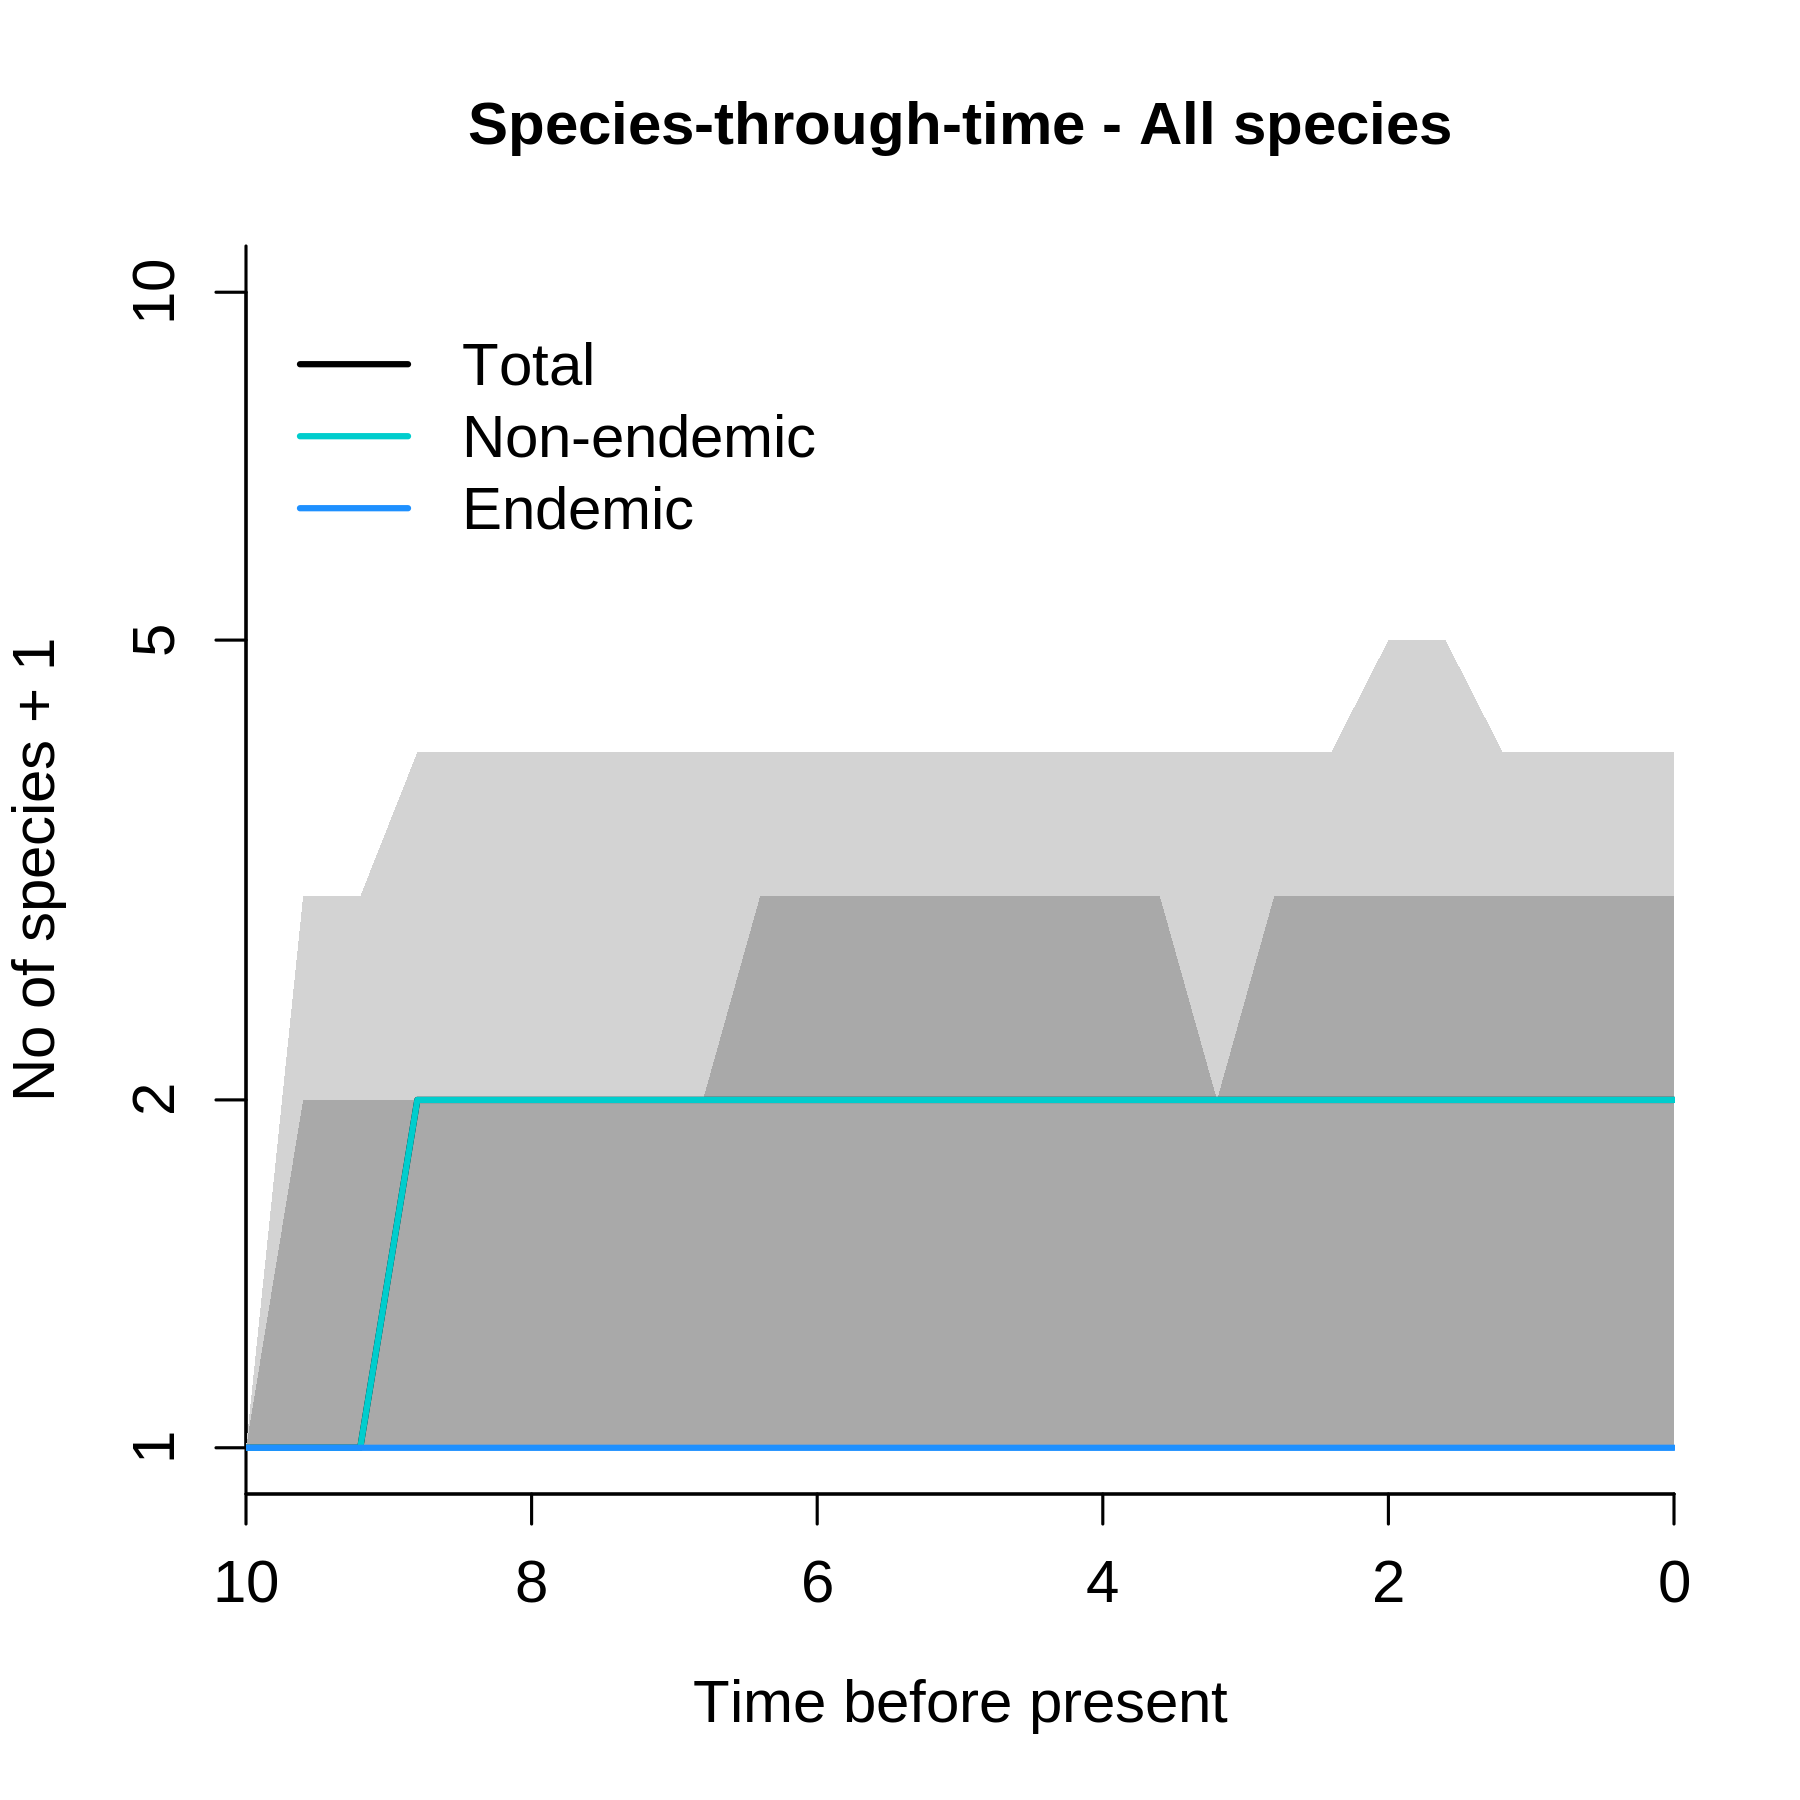 Species-through-time - All species
10
5
2
1
No of species + 1
Total
Non-endemic
Endemic
10 8 6 4 2 0
Time before present